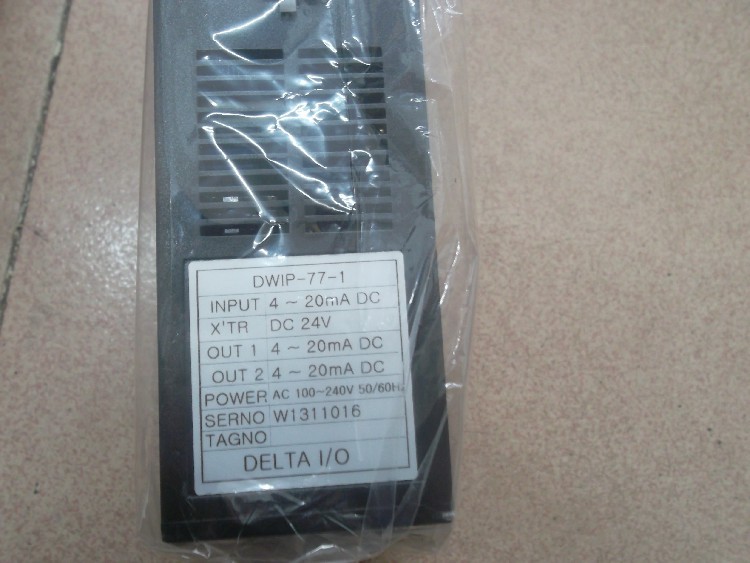 DWIP-77-1
INPUT 4 ~ 20mA DC
X'TR DC 24V
OUT 1 4 ~ 20mA DC
OUT 2 4 ~ 20mA DC
POWER AC 100~240V 50/60Hz
SERNO W1311016
TAGNO
DELTA I/O